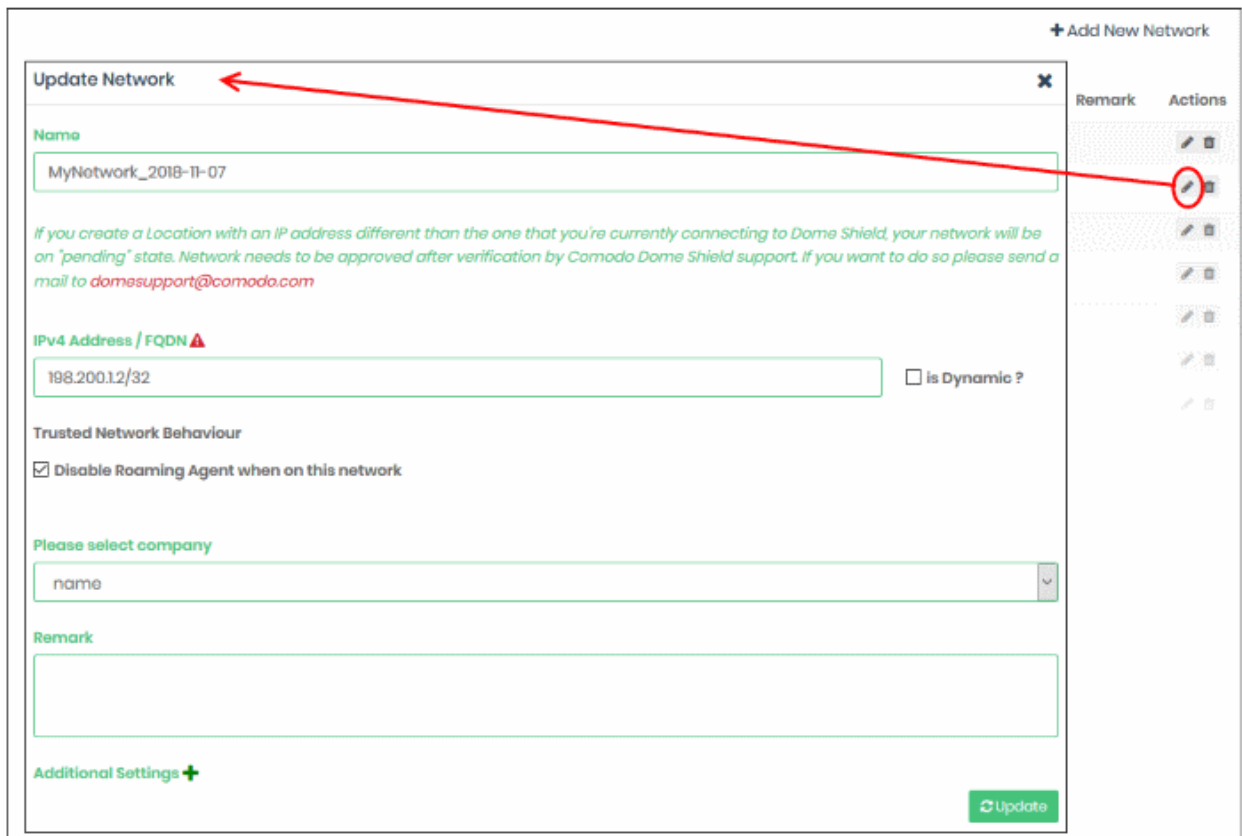 + Add New Network
Update Network
Remark Actions
Name
MyNetwork_2018-11-07
If you create a Location with an IP address different than the one that you're currently connecting to Dome Shield, your network will be
on "pending" state. Network needs to be approved after verification by Comodo Dome Shield support. If you want to do so please send a
mail to domesupport@comodo.com
IPv4 Address / FQDN
198.200.1.2/32
is Dynamic ?
Trusted Network Behaviour
Disable Roaming Agent when on this network
Please select company
name
Remark
Additional Settings +
Update